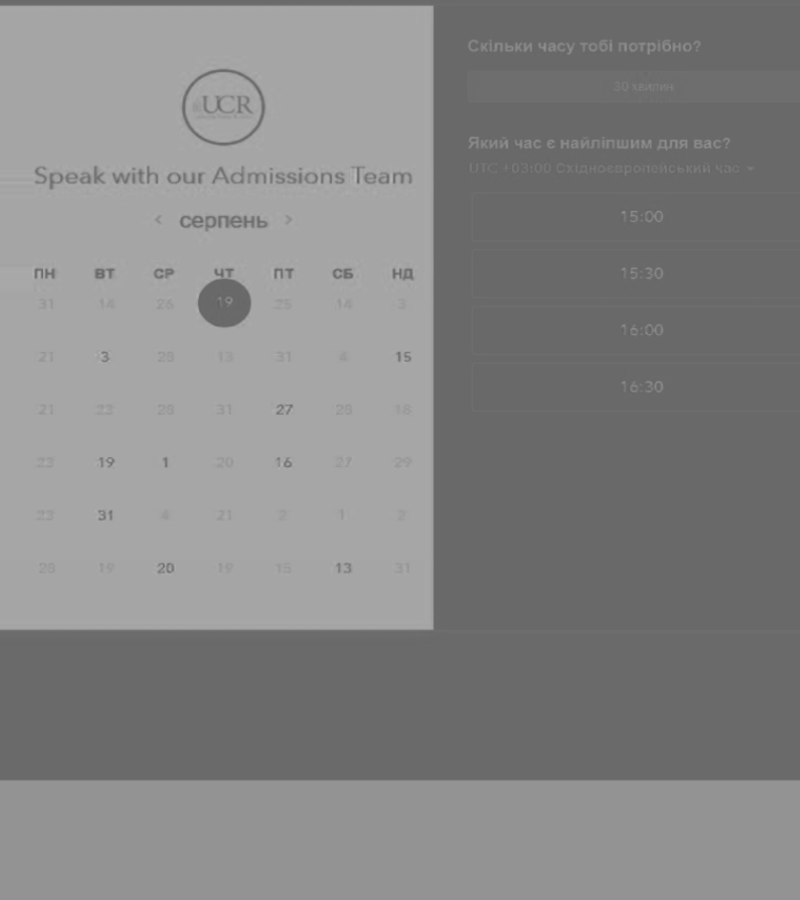 UCR
Speak with our Admissions Team
< серпень >
ПН ВТ СР ЧТ ПТ СБ НД
31 14 26 19 25 14 3
21 3 28 13 31 4 15
21 22 28 31 27 28 18
22 19 1 20 16 27 29
22 31 4 21 2 1 2
28 20 19 15 13 31
Скільки часу тобі потрібно?
30 хвилин
Який час є найліпшим для вас?
UTC +03:00 Східноєвропейський час
15:00
15:30
16:00
16:30